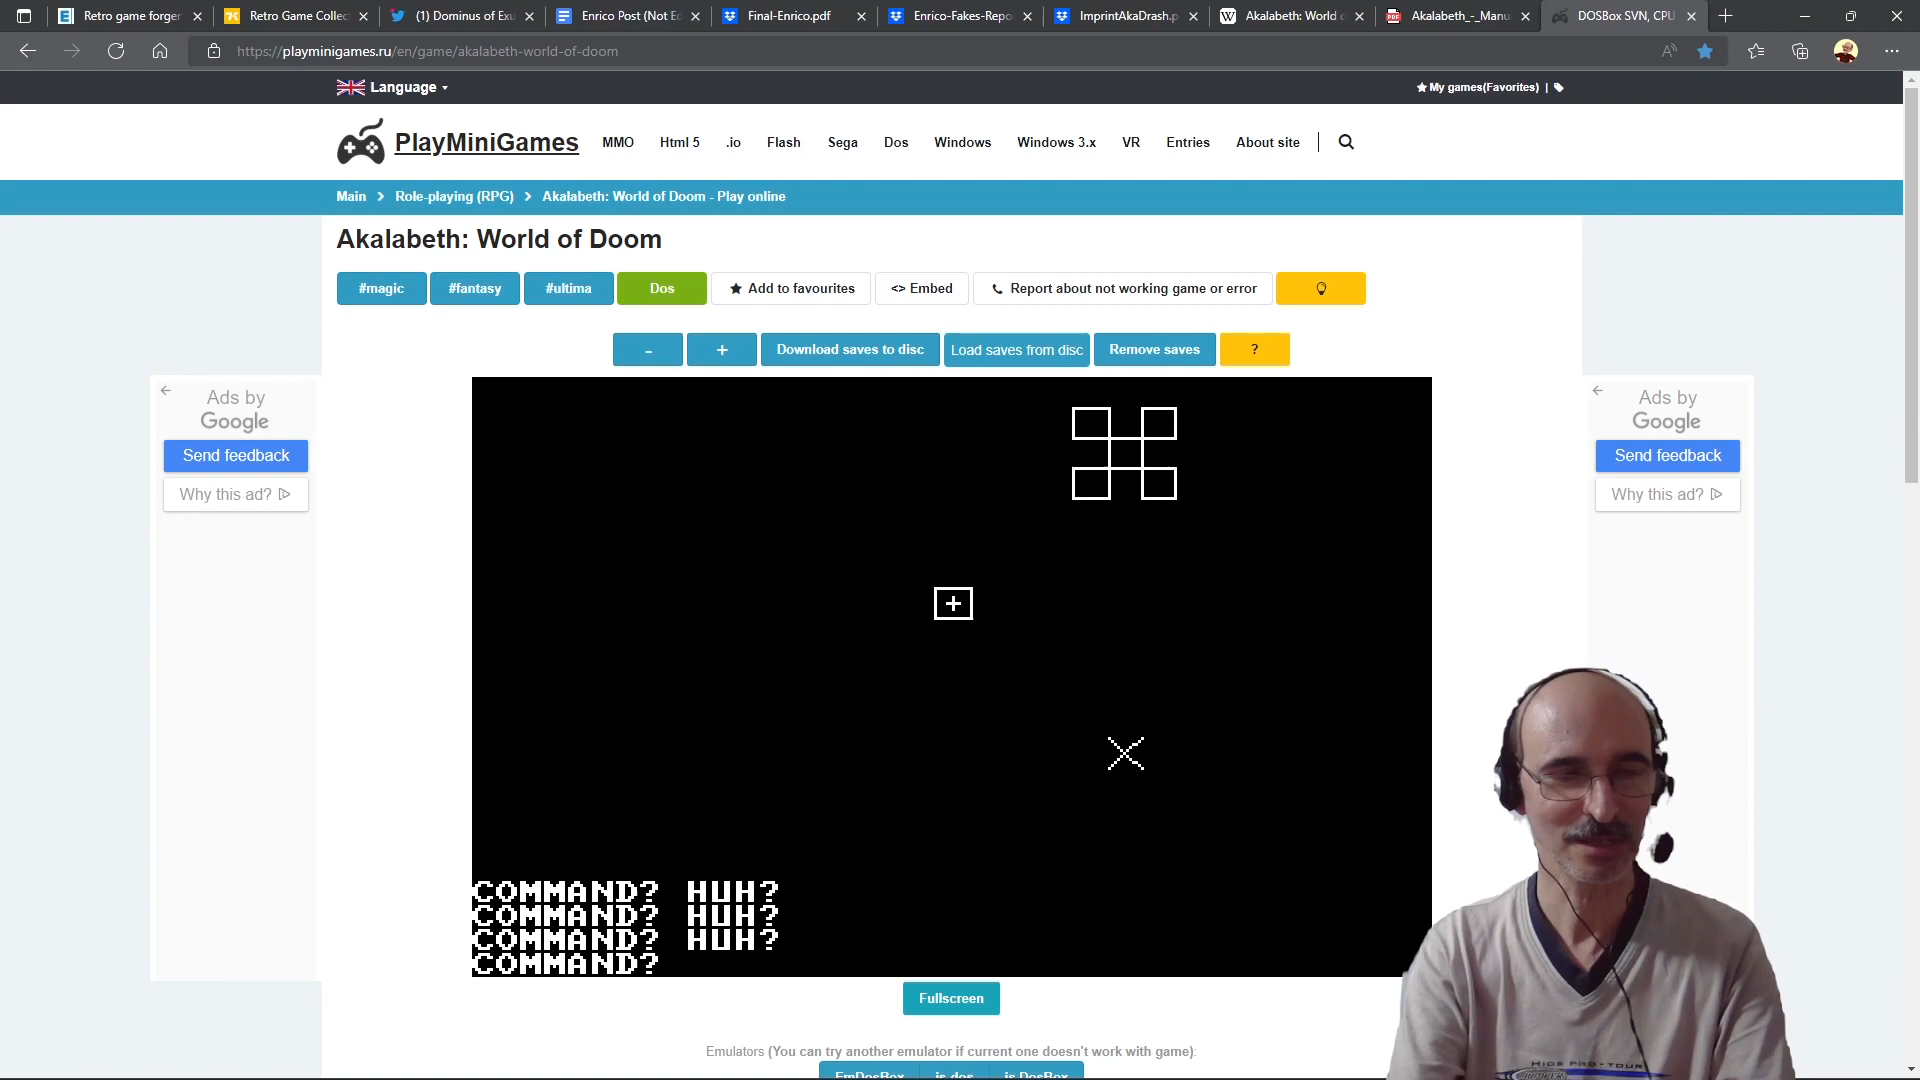 Retro game forger
Retro Game Collec
(1) Dominus of Exu
Enrico Post (Not Ed
Final-Enrico.pdf
Enrico-Fakes-Repo
ImprintAkaDrash.p
Akalabeth: World o
Akalabeth_-_Manu
DOSBox SVN, CPU
https://playminigames.ru/en/game/akalabeth-world-of-doom
Language
My games(Favorites) |
PlayMiniGames
MMO
Html 5
.io
Flash
Sega
Dos
Windows
Windows 3.x
VR
Entries
About site
Main > Role-playing (RPG) > Akalabeth: World of Doom - Play online
Akalabeth: World of Doom
#magic
#fantasy
#ultima
Dos
Add to favourites
<> Embed
Report about not working game or error
-
+
Download saves to disc
Load saves from disc
Remove saves
?
Ads by
Google
Send feedback
Why this ad?
Ads by
Google
Send feedback
Why this ad?
COMMAND? HUH?
COMMAND? HUH?
COMMAND? HUH?
COMMAND?
Fullscreen
Emulators (You can try another emulator if current one doesn't work with game):
EmDosBox
js-dos
js.DosBox